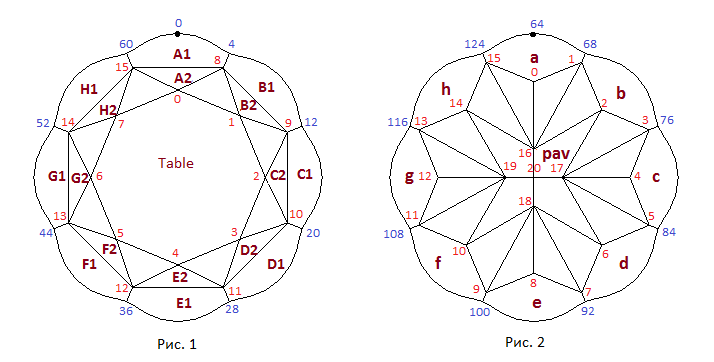 0 64
60 A1 4 124 a 68
15 8 15 1
A2 0
H1 0 B1 h b
H2 B2 14 2
52 14 7 1 9 12 116 13 3 76
16 pav
Table
G1 G2 6 2 C2 C1 g 12 19 20 17 4 c
18
13 10 11 5
44 5 3 20 108 84
F2 4 D2 10 6
F1 E2 D1 f d
12 11 8
E1 9 e 7
36 28 100 92
Рис. 1 Рис. 2